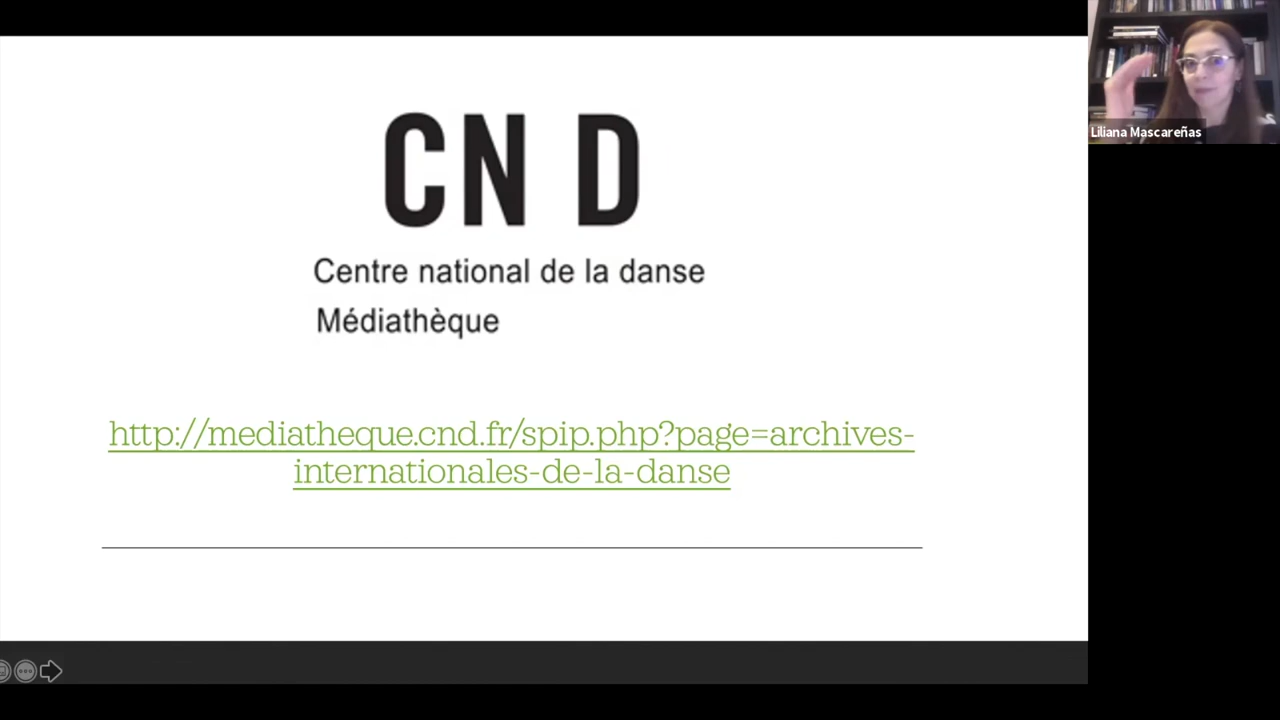 CN D
Centre national de la danse
Médiathèque
http://mediatheque.cnd.fr/spip.php?page=archives-
internationales-de-la-danse
Liliana Mascareñas